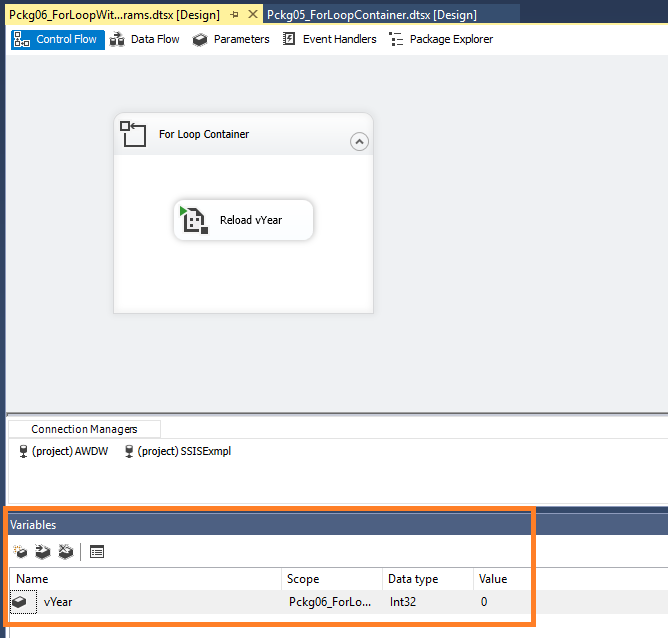 Pckg06_ForLoopWit...rams.dtsx [Design] Pckg05_ForLoopContainer.dtsx [Design]
Control Flow Data Flow Parameters Event Handlers Package Explorer
For Loop Container
Reload vYear
Connection Managers
(project) AWDW (project) SSISExmpl
Variables
Name Scope Data type Value
vYear Pckg06_ForLo... Int32 0